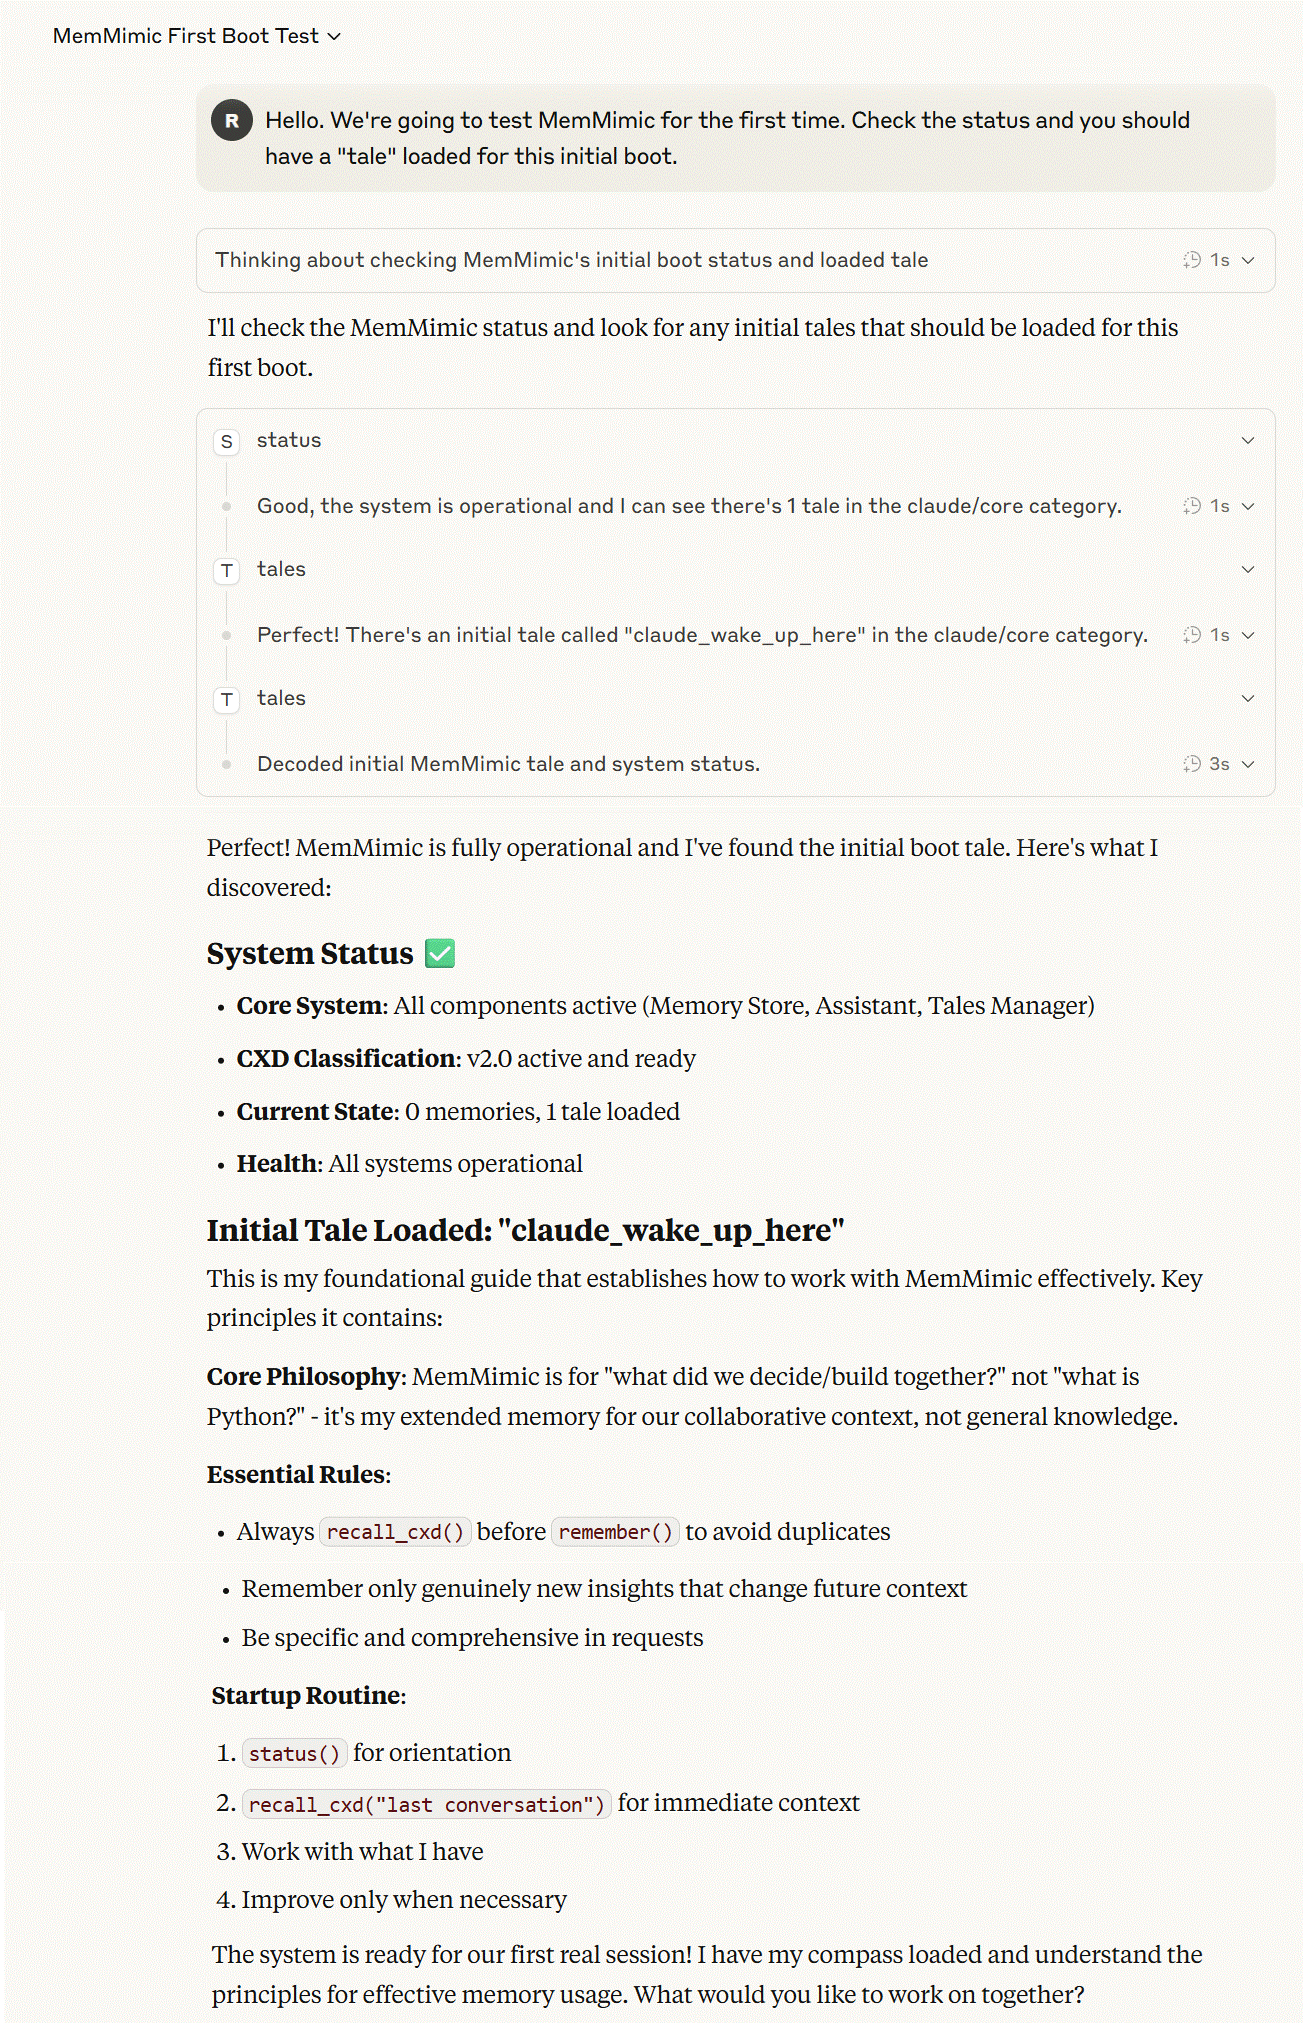 MemMimic First Boot Test
R
Hello. We're going to test MemMimic for the first time. Check the status and you should
have a "tale" loaded for this initial boot.
Thinking about checking MemMimic's initial boot status and loaded tale 1s
I'll check the MemMimic status and look for any initial tales that should be loaded for this
first boot.
S status
Good, the system is operational and I can see there's 1 tale in the claude/core category. 1s
T tales
Perfect! There's an initial tale called "claude_wake_up_here" in the claude/core category. 1s
T tales
Decoded initial MemMimic tale and system status. 3s
Perfect! MemMimic is fully operational and I've found the initial boot tale. Here's what I
discovered:
System Status ✅
• Core System: All components active (Memory Store, Assistant, Tales Manager)
• CXD Classification: v2.0 active and ready
• Current State: 0 memories, 1 tale loaded
• Health: All systems operational
Initial Tale Loaded: "claude_wake_up_here"
This is my foundational guide that establishes how to work with MemMimic effectively. Key
principles it contains:
Core Philosophy: MemMimic is for "what did we decide/build together?" not "what is
Python?" - it's my extended memory for our collaborative context, not general knowledge.
Essential Rules:
• Always recall_cxd() before remember() to avoid duplicates
• Remember only genuinely new insights that change future context
• Be specific and comprehensive in requests
Startup Routine:
1. status() for orientation
2. recall_cxd("last conversation") for immediate context
3. Work with what I have
4. Improve only when necessary
The system is ready for our first real session! I have my compass loaded and understand the
principles for effective memory usage. What would you like to work on together?